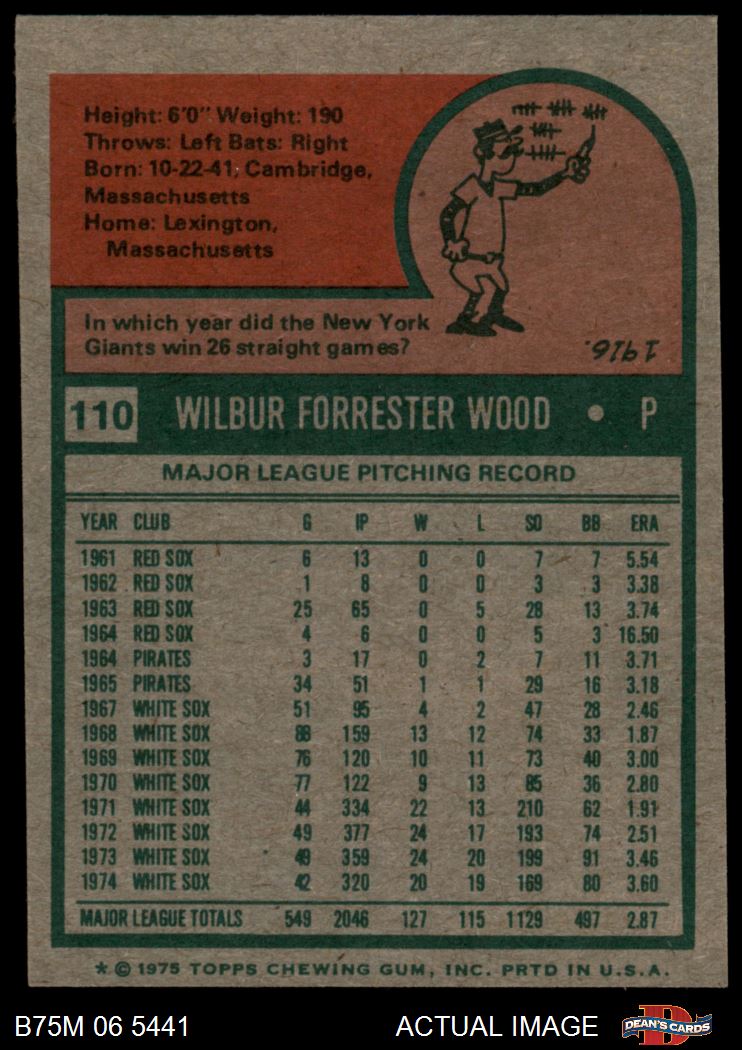 Height: 6'0" Weight: 190
Throws: Left Bats: Right
Born: 10-22-41, Cambridge,
Massachusetts
Home: Lexington,
Massachusetts
In which year did the New York
Giants win 26 straight games?
1916.
110 WILBUR FORRESTER WOOD • P
MAJOR LEAGUE PITCHING RECORD
YEAR CLUB G IP W L SO BB ERA
1961 RED SOX 6 13 0 0 7 7 5.54
1962 RED SOX 1 8 0 0 3 3 3.38
1963 RED SOX 25 65 0 5 28 13 3.74
1964 RED SOX 4 6 0 0 5 3 16.50
1964 PIRATES 3 17 0 2 7 11 3.71
1965 PIRATES 34 51 1 1 29 16 3.18
1967 WHITE SOX 51 95 4 2 47 28 2.46
1968 WHITE SOX 88 159 13 12 74 33 1.87
1969 WHITE SOX 76 120 10 11 73 40 3.00
1970 WHITE SOX 77 122 9 13 85 36 2.80
1971 WHITE SOX 44 334 22 13 210 62 1.91
1972 WHITE SOX 49 377 24 17 193 74 2.51
1973 WHITE SOX 49 359 24 20 199 91 3.46
1974 WHITE SOX 42 320 20 19 169 80 3.60
MAJOR LEAGUE TOTALS 549 2046 127 115 1129 497 2.87
* © 1975 TOPPS CHEWING GUM, INC. PRTD IN U.S.A.
B75M 06 5441 ACTUAL IMAGE DEAN'S CARDS